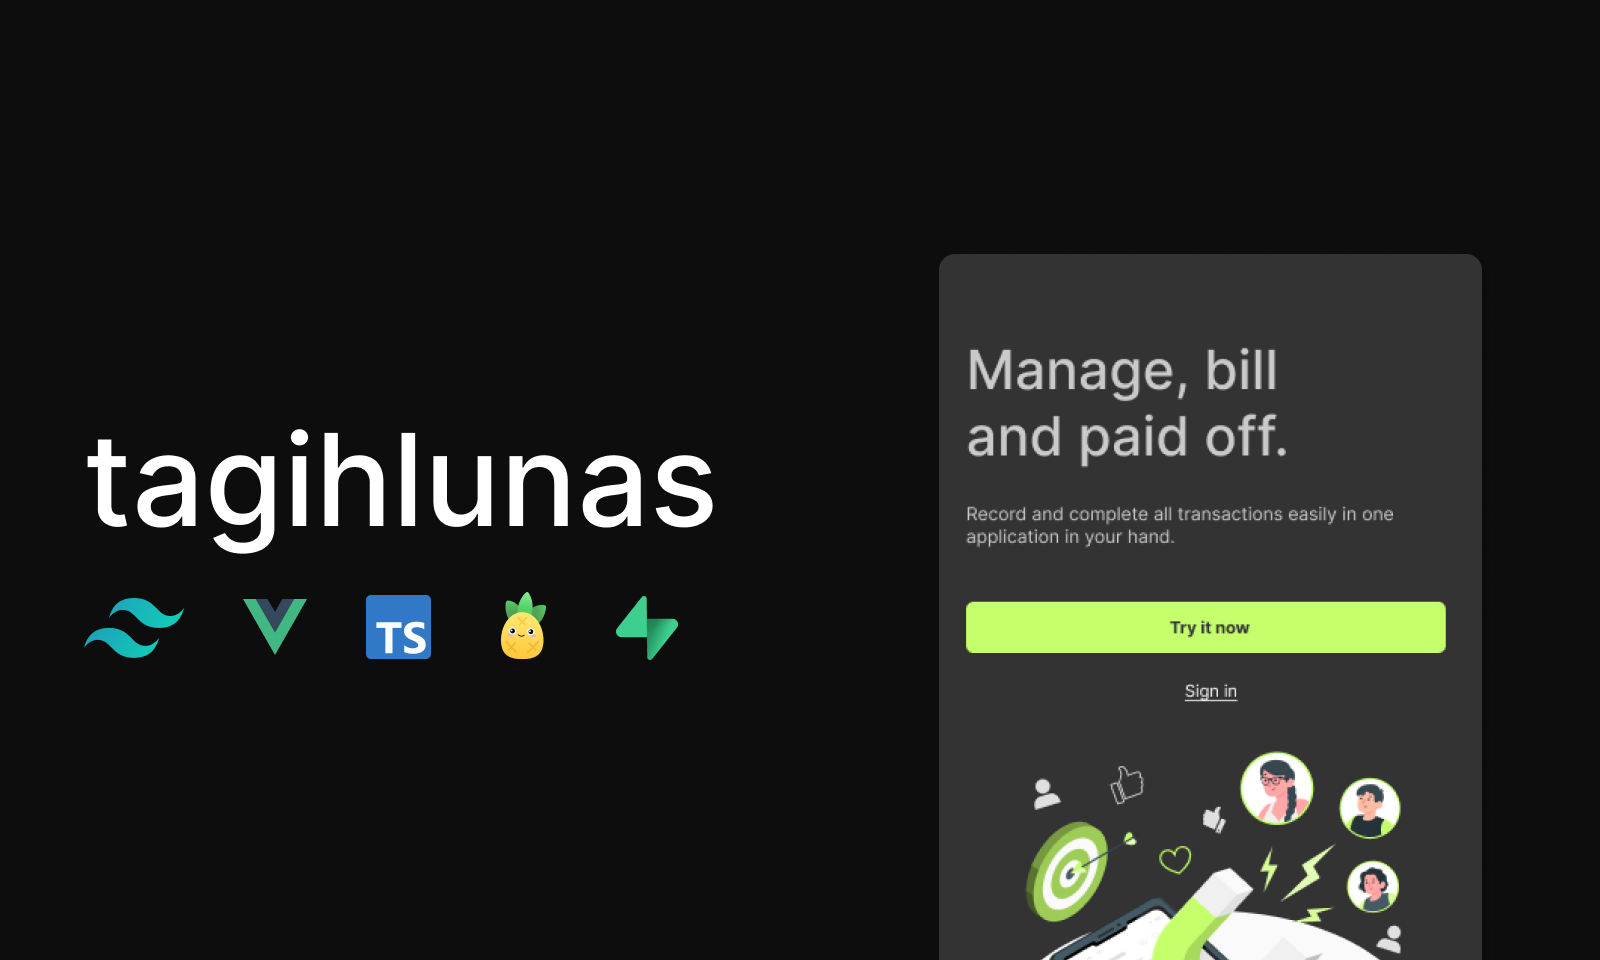 tagihlunas
TS
Manage, bill
and paid off.
Record and complete all transactions easily in one
application in your hand.
Try it now
Sign in